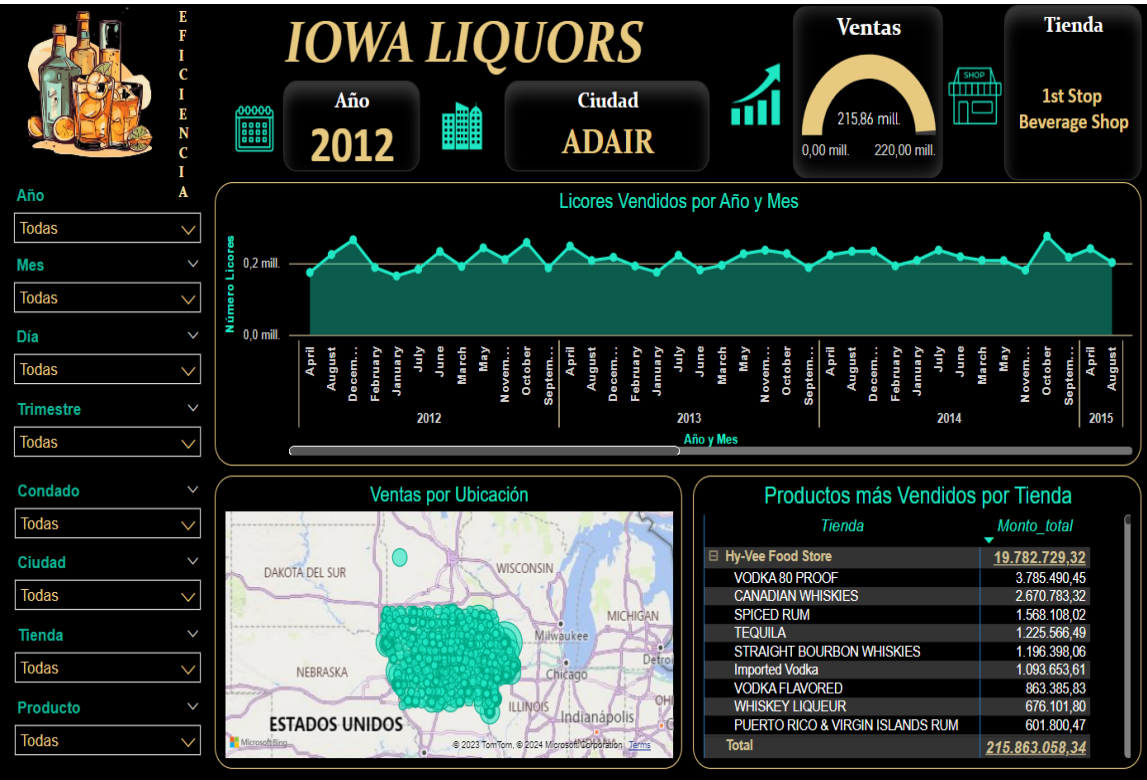 EFICIENCIA
IOWA LIQUORS
Año
2012
Ciudad
ADAIR
Ventas
215,86 mill.
0,00 mill. 220,00 mill.
SHOP
Tienda
1st Stop
Beverage Shop
Año
Todas
Mes
Todas
Día
Todas
Trimestre
Todas
Condado
Todas
Ciudad
Todas
Tienda
Todas
Producto
Todas
Licores Vendidos por Año y Mes
Número Licores
0,2 mill.
0,0 mill.
April August Decem... February January July June March May Novem... October Septem... April August Decem... February January July June March May Novem... October Septem... April August Decem... February January July June March May Novem... October Septem... April August
2012 2013 2014 2015
Año y Mes
Ventas por Ubicación
DAKOTA DEL SUR
WISCONSIN
MICHIGAN
Milwaukee
Detroi
NEBRASKA
Chicago
ILLINOIS
OH
Indianápolis
ESTADOS UNIDOS
INDIANA
Microsoft Bing
© 2023 TomTom, © 2024 Microsoft Corporation Terms
Productos más Vendidos por Tienda
Tienda Monto_total
Hy-Vee Food Store 19.782.729,32
VODKA 80 PROOF 3.785.490,45
CANADIAN WHISKIES 2.670.783,32
SPICED RUM 1.568.108,02
TEQUILA 1.225.566,49
STRAIGHT BOURBON WHISKIES 1.196.398,06
Imported Vodka 1.093.653,61
VODKA FLAVORED 863.385,83
WHISKEY LIQUEUR 676.101,80
PUERTO RICO & VIRGIN ISLANDS RUM 601.800,47
Total 215.863.058,34